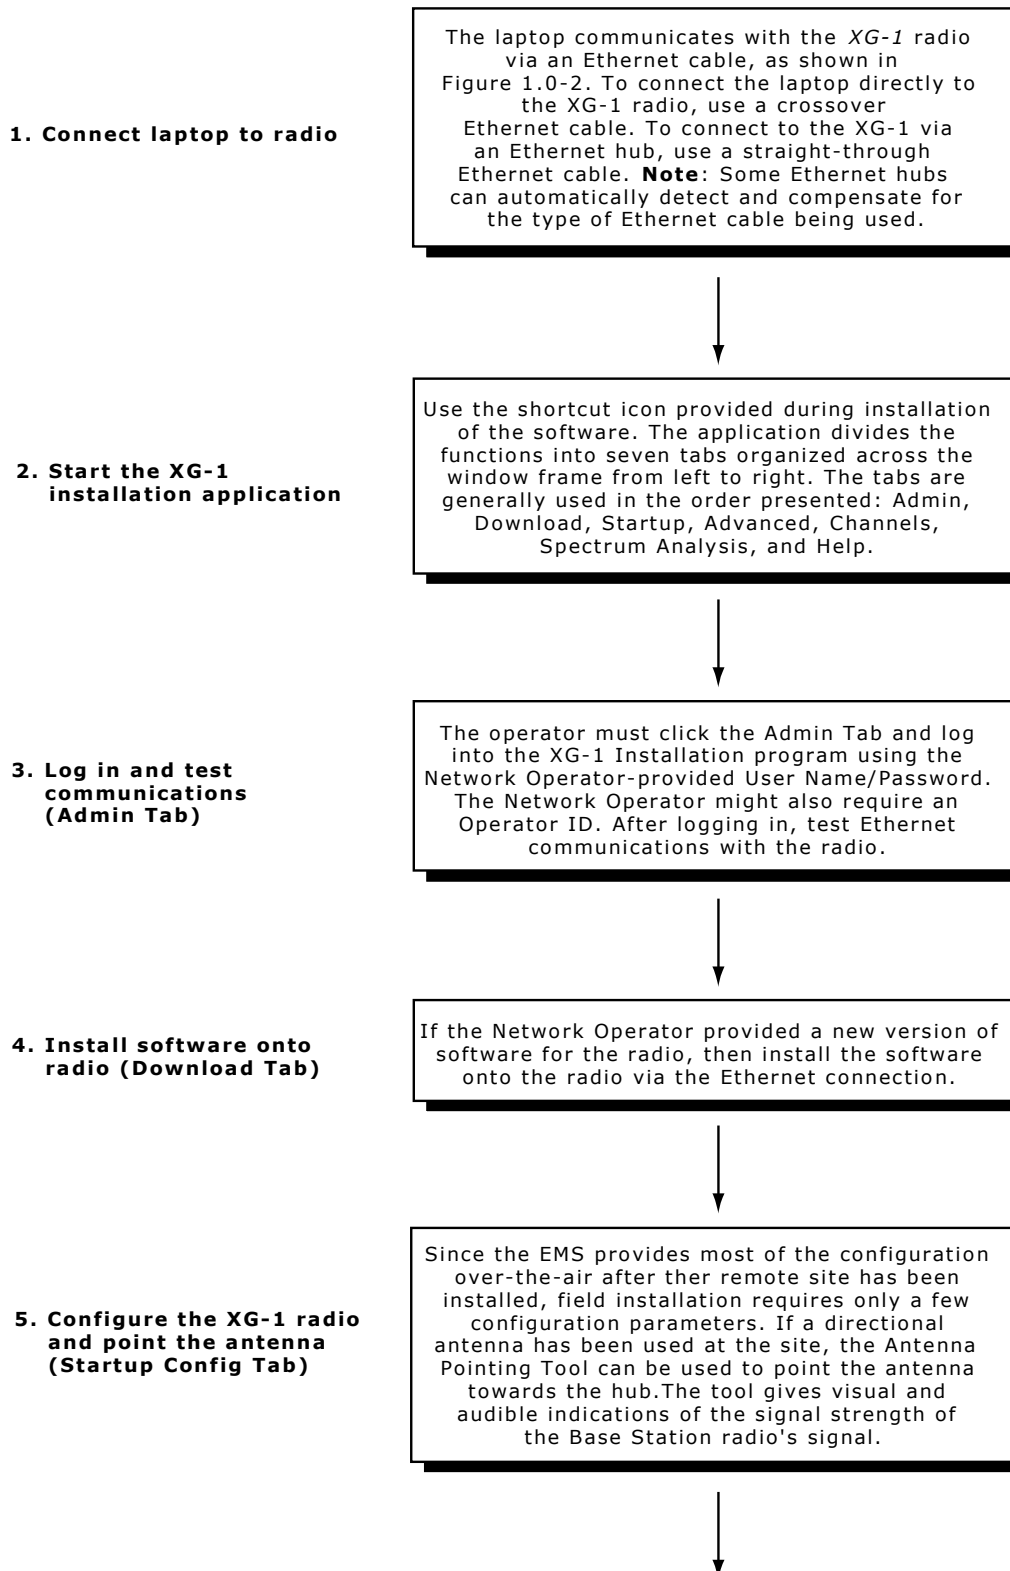 The laptop communicates with the XG-1 radio
via an Ethernet cable, as shown in
Figure 1.0-2. To connect the laptop directly to
the XG-1 radio, use a crossover
Ethernet cable. To connect to the XG-1 via
an Ethernet hub, use a straight-through
Ethernet cable. Note: Some Ethernet hubs
can automatically detect and compensate for
the type of Ethernet cable being used.
1. Connect laptop to radio
Use the shortcut icon provided during installation
of the software. The application divides the
functions into seven tabs organized across the
window frame from left to right. The tabs are
generally used in the order presented: Admin,
Download, Startup, Advanced, Channels,
Spectrum Analysis, and Help.
2. Start the XG-1
installation application
The operator must click the Admin Tab and log
into the XG-1 Installation program using the
Network Operator-provided User Name/Password.
The Network Operator might also require an
Operator ID. After logging in, test Ethernet
communications with the radio.
3. Log in and test
communications
(Admin Tab)
If the Network Operator provided a new version of
software for the radio, then install the software
onto the radio via the Ethernet connection.
4. Install software onto
radio (Download Tab)
Since the EMS provides most of the configuration
over-the-air after ther remote site has been
installed, field installation requires only a few
configuration parameters. If a directional
antenna has been used at the site, the Antenna
Pointing Tool can be used to point the antenna
towards the hub.The tool gives visual and
audible indications of the signal strength of
the Base Station radio's signal.
5. Configure the XG-1 radio
and point the antenna
(Startup Config Tab)